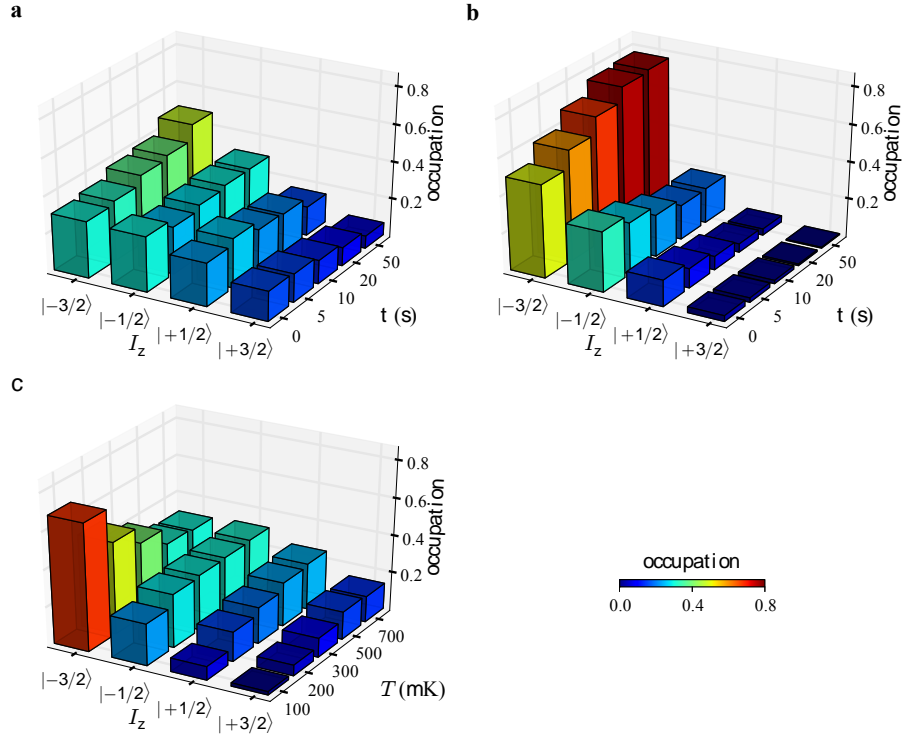 a
0.8
0.6
0.4
0.2
occupation
|−3/2⟩
|−1/2⟩
|+1/2⟩
|+3/2⟩
I_z
0
5
10
20
50
t (s)
b
0.8
0.6
0.4
0.2
occupation
|−3/2⟩
|−1/2⟩
|+1/2⟩
|+3/2⟩
I_z
0
5
10
20
50
t (s)
c
0.8
0.6
0.4
0.2
occupation
|−3/2⟩
|−1/2⟩
|+1/2⟩
|+3/2⟩
I_z
100
200
300
500
700
T (mK)
occupation
0.0 0.4 0.8